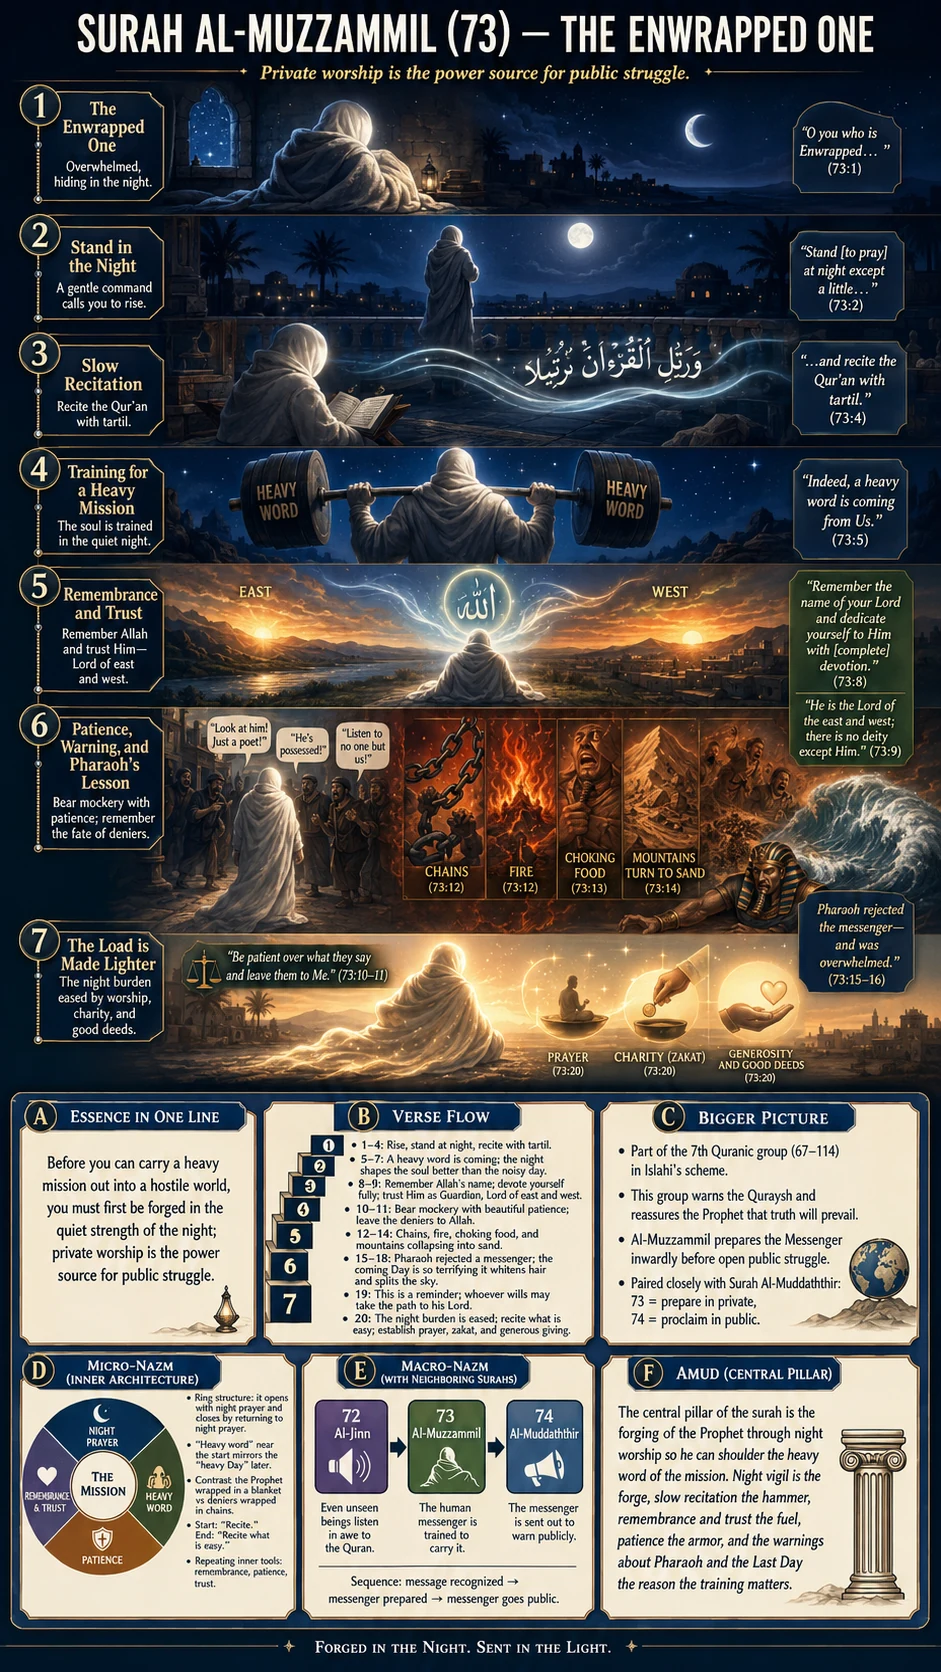 SURAH AL-MUZZAMMIL (73) — THE ENWRAPPED ONE
Private worship is the power source for public struggle.
1
The
Enwrapped
One
Overwhelmed,
hiding in the night.
“O you who is
Enwrapped… ”
(73:1)
2
Stand in
the Night
A gentle command
calls you to rise.
“Stand [to pray]
at night except
a little…”
(73:2)
3
Slow
Recitation
Recite the Qur’an
with tartil.
وَرَتِّلِ ٱلْقُرْءَانَ تَرْتِيلًا
“…and recite the
Qur’an with
tartil.”
(73:4)
4
Training for
a Heavy
Mission
The soul is trained
in the quiet night.
HEAVY
WORD
HEAVY
WORD
“Indeed, a heavy
word is coming
from Us.”
(73:5)
5
Remembrance
and Trust
Remember Allah
and trust Him—
Lord of east
and west.
EAST
الله
WEST
“Remember the
name of your Lord
and dedicate
yourself to Him
with [complete]
devotion.”
(73:8)
“He is the Lord of
the east and west;
there is no deity
except Him.” (73:9)
6
Patience,
Warning, and
Pharaoh’s
Lesson
Bear mockery with
patience; remember
the fate of deniers.
“Look at him!
Just a poet!”
“He’s
possessed!”
“Listen to
no one but
us!”
CHAINS
(73:12)
FIRE
(73:12)
CHOKING
FOOD
(73:13)
MOUNTAINS
TURN TO SAND
(73:14)
Pharaoh rejected
the messenger—
and was
overwhelmed.”
(73:15–16)
7
The Load is
Made Lighter
The night burden
eased by worship,
charity, and
good deeds.
“Be patient over what they say
and leave them to Me.” (73:10–11)
PRAYER
(73:20)
CHARITY (ZAKAT)
(73:20)
GENEROSITY
AND GOOD DEEDS
(73:20)
A
ESSENCE IN ONE LINE
Before you can carry a heavy
mission out into a hostile world,
you must first be forged in the
quiet strength of the night;
private worship is the power
source for public struggle.
B
VERSE FLOW
1
2
3
4
5
6
7
• 1–4: Rise, stand at night, recite with tartil.
• 5–7: A heavy word is coming; the night
shapes the soul better than the noisy day.
• 8–9: Remember Allah’s name; devote yourself
fully; trust Him as Guardian, Lord of east and west.
• 10–11: Bear mockery with beautiful patience;
leave the deniers to Allah.
• 12–14: Chains, fire, choking food, and
mountains collapsing into sand.
• 15–18: Pharaoh rejected a messenger; the
coming Day is so terrifying it whitens hair
and splits the sky.
• 19: This is a reminder; whoever wills may
take the path to his Lord.
• 20: The night burden is eased; recite what is
easy; establish prayer, zakat, and generous giving.
C
BIGGER PICTURE
• Part of the 7th Quranic group (67–114)
in Islahi’s scheme.
• This group warns the Quraysh and
reassures the Prophet that truth will prevail.
• Al-Muzzammil prepares the Messenger
inwardly before open public struggle.
• Paired closely with Surah Al-Muddaththir:
73 = prepare in private,
74 = proclaim in public.
D
MICRO-NAZM
(INNER ARCHITECTURE)
NIGHT
PRAYER
REMEMBRANCE
& TRUST
THE
MISSION
HEAVY
WORD
PATIENCE
• Ring structure: it opens
with night prayer and
closes by returning to
night prayer.
• “Heavy word” near
the start mirrors the
“heavy Day” later.
• Contrast: the Prophet
wrapped in a blanket
vs deniers wrapped
in chains.
• Start: “Recite.”
End: “Recite what
is easy.”
• Repeating inner tools:
remembrance, patience,
trust.
E
MACRO-NAZM
(WITH NEIGHBORING SURAHS)
72
Al-Jinn
73
Al-Muzzammil
74
Al-Muddaththir
Even unseen
beings listen
in awe to
the Quran.
The human
messenger is
trained to
carry it.
The messenger
is sent out to
warn publicly.
Sequence: message recognized →
messenger prepared → messenger goes public.
F
AMUD (CENTRAL PILLAR)
The central pillar of the surah is the
forging of the Prophet through night
worship so he can shoulder the heavy
word of the mission. Night vigil is the
forge, slow recitation the hammer,
remembrance and trust the fuel,
patience the armor, and the warnings
about Pharaoh and the Last Day
the reason the training matters.
FORGED IN THE NIGHT. SENT IN THE LIGHT.